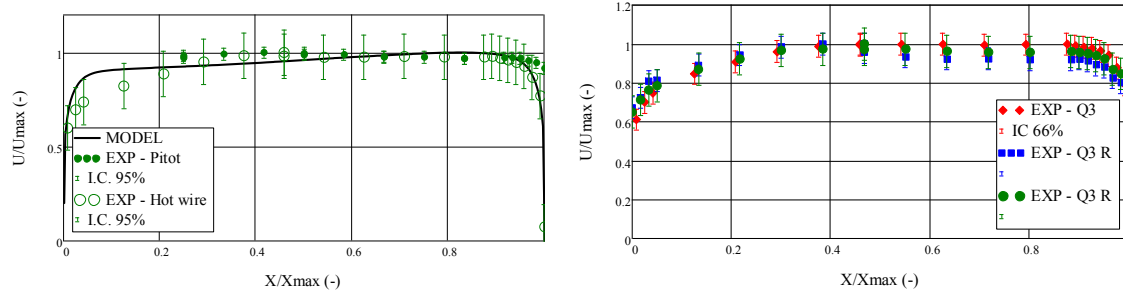 U/Umax (-)
1
0.5
0
0
0.2
0.4
0.6
0.8
X/Xmax (-)
MODEL
EXP - Pitot
I.C. 95%
EXP - Hot wire
I.C. 95%
U/Umax (-)
1.2
1
0.8
0.6
0.4
0.2
0
0
0.2
0.4
0.6
0.8
X/Xmax (-)
EXP - Q3
IC 66%
EXP - Q3 R
EXP - Q3 R